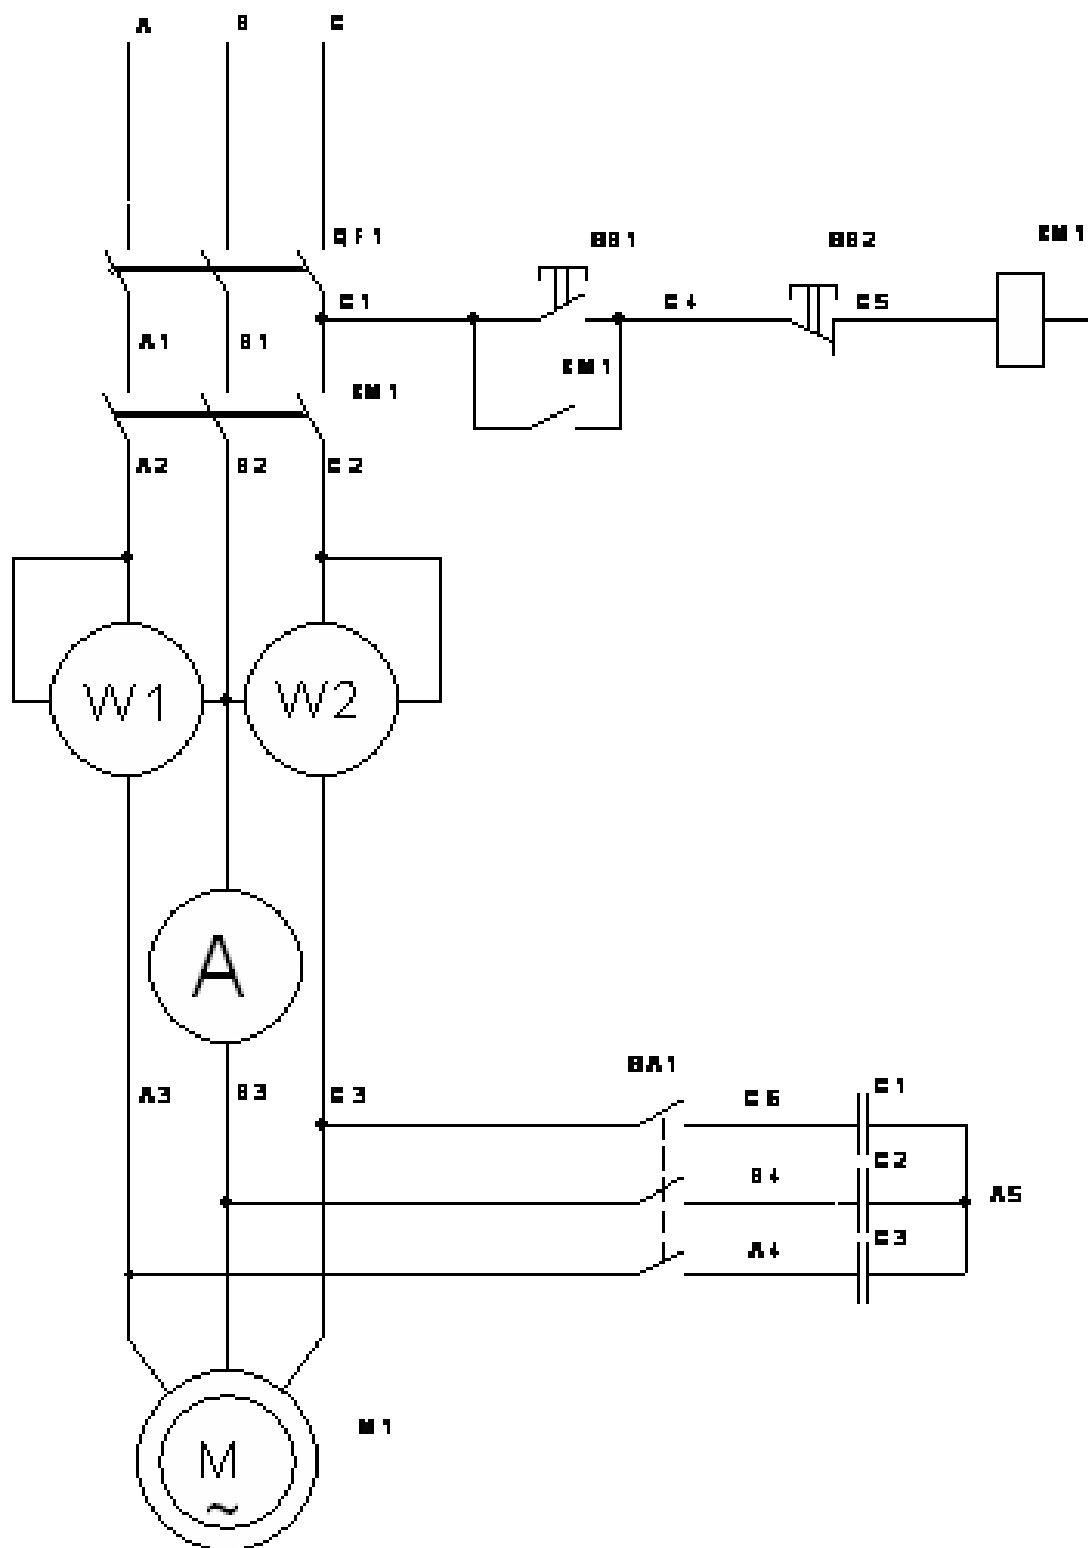 A B C
QF1 SB1 SB2 KM1
C1 C4 C5
A1 B1
KM1
KM1
A2 B2 C2
W1 W2
A
SA1
A3 B3 C3 C6 C1
B4 C2
A5
A4 C3
M1
M
~